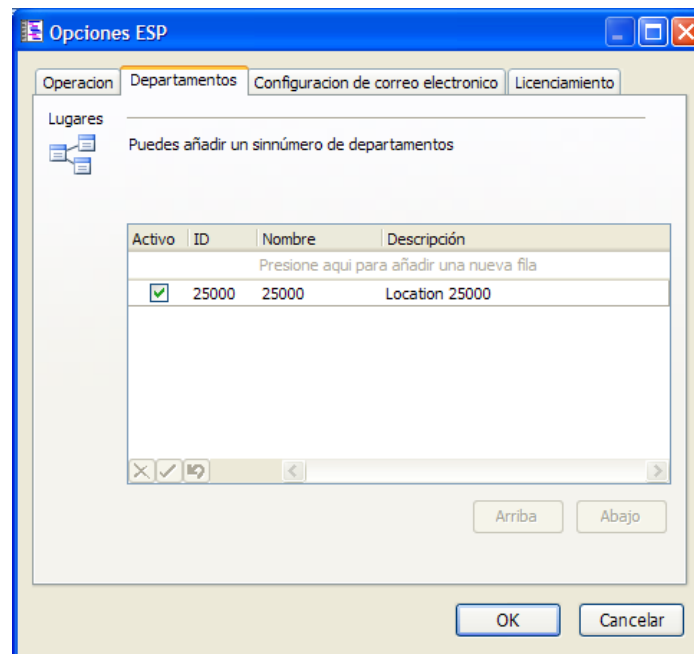 Opciones ESP
Operacion Departamentos Configuracion de correo electronico Licenciamiento
Lugares
Puedes añadir un sinnúmero de departamentos
Activo ID Nombre Descripción
Presione aqui para añadir una nueva fila
25000 25000 Location 25000
Arriba Abajo
OK Cancelar